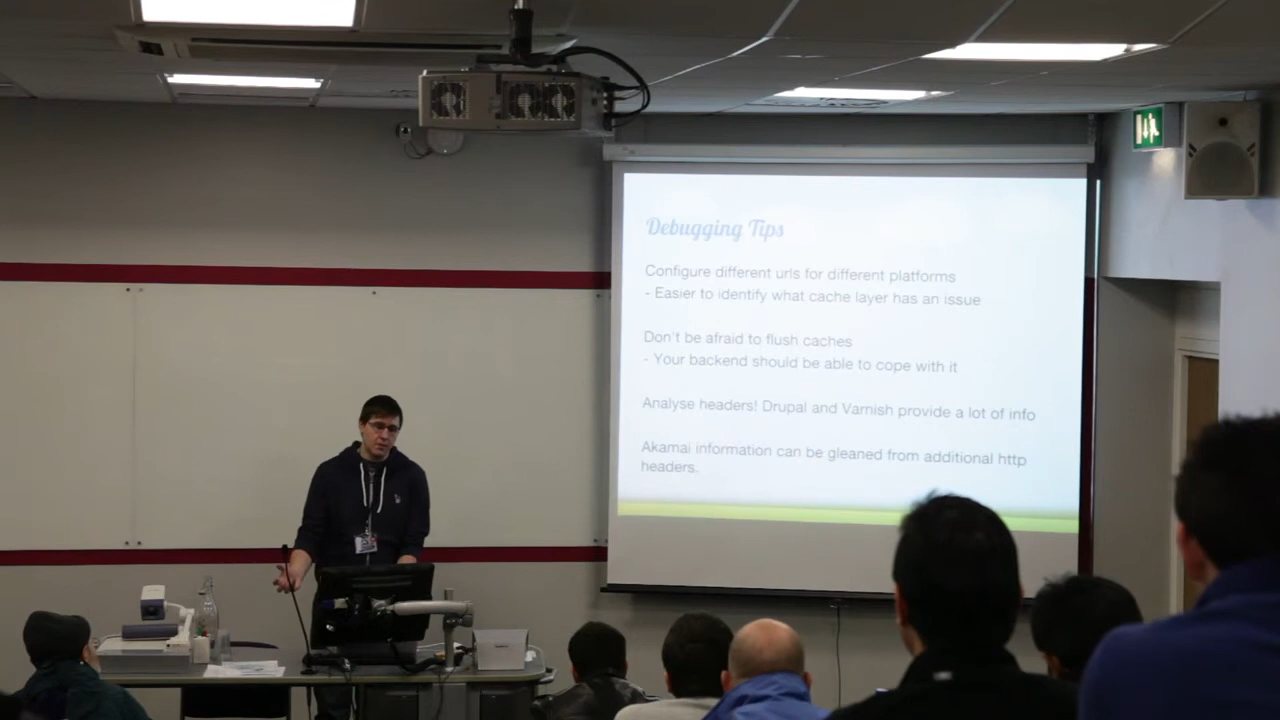 Debugging Tips
Configure different urls for different platforms
- Easier to identify what cache layer has an issue
Don't be afraid to flush caches
- Your backend should be able to cope with it
Analyse headers! Drupal and Varnish provide a lot of info
Akamai information can be gleaned from additional http
headers.